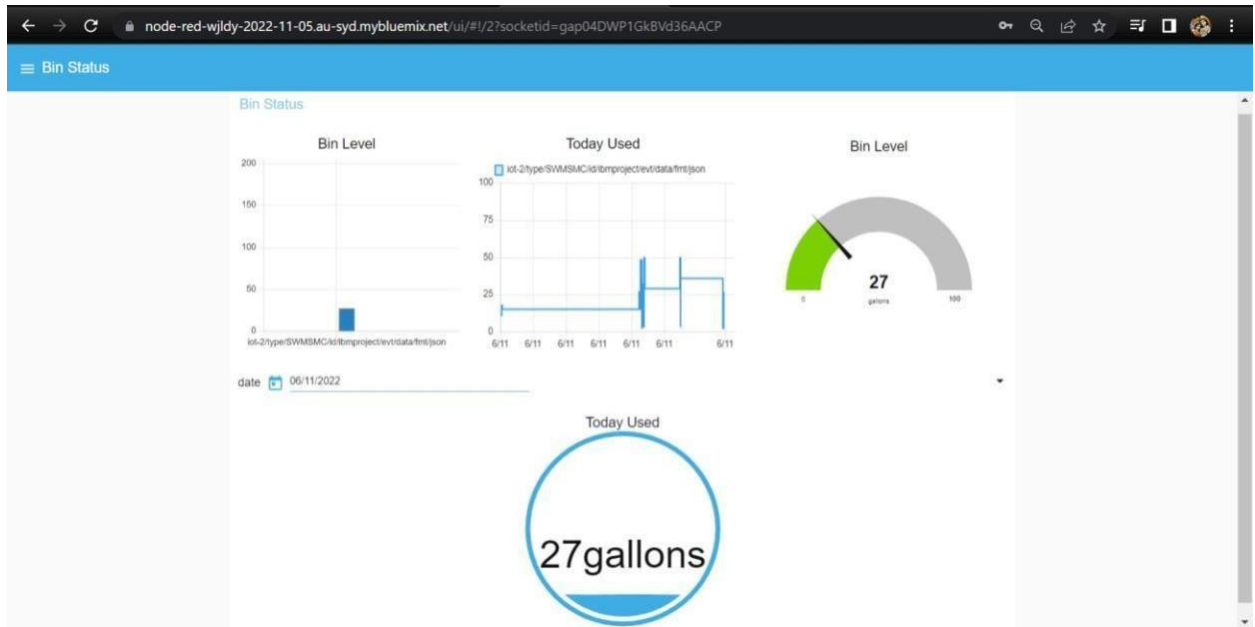 node-red-wjldy-2022-11-05.au-syd.mybluemix.net/ui/#!/2?socketid=gap04DWP1GkBVd36AACP
Bin Status
Bin Status
Bin Level
200
150
100
50
0
iot-2/type/SWMSMC/id/ibmproject/evt/data/fmt/json
Today Used
iot-2/type/SWMSMC/id/ibmproject/evt/data/fmt/json
100
75
50
25
0
6/11 6/11 6/11 6/11 6/11 6/11 6/11
Bin Level
27
gallons
0 100
date 06/11/2022
Today Used
27gallons